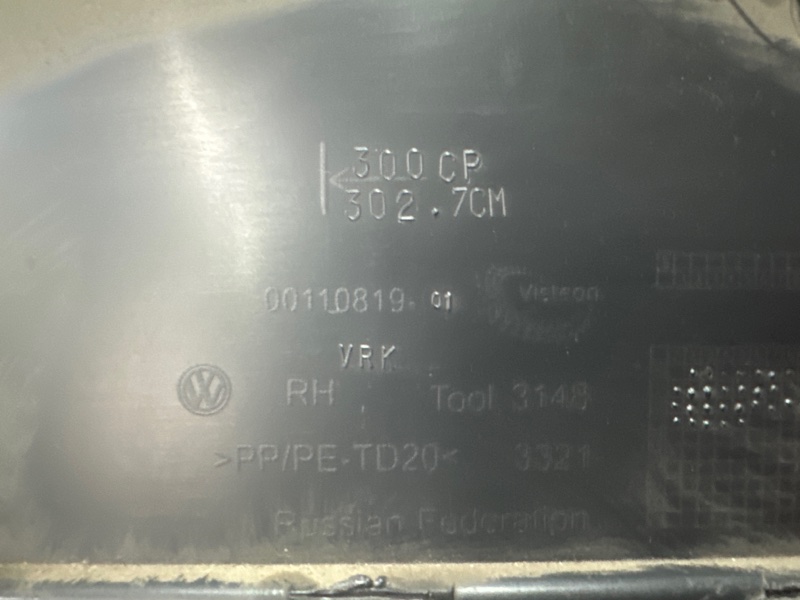 300CP
302.7CM
00110819 01 Visteon
VRK
RH Tool 3148
>PP/PE-TD20< 3321
Russian Federation